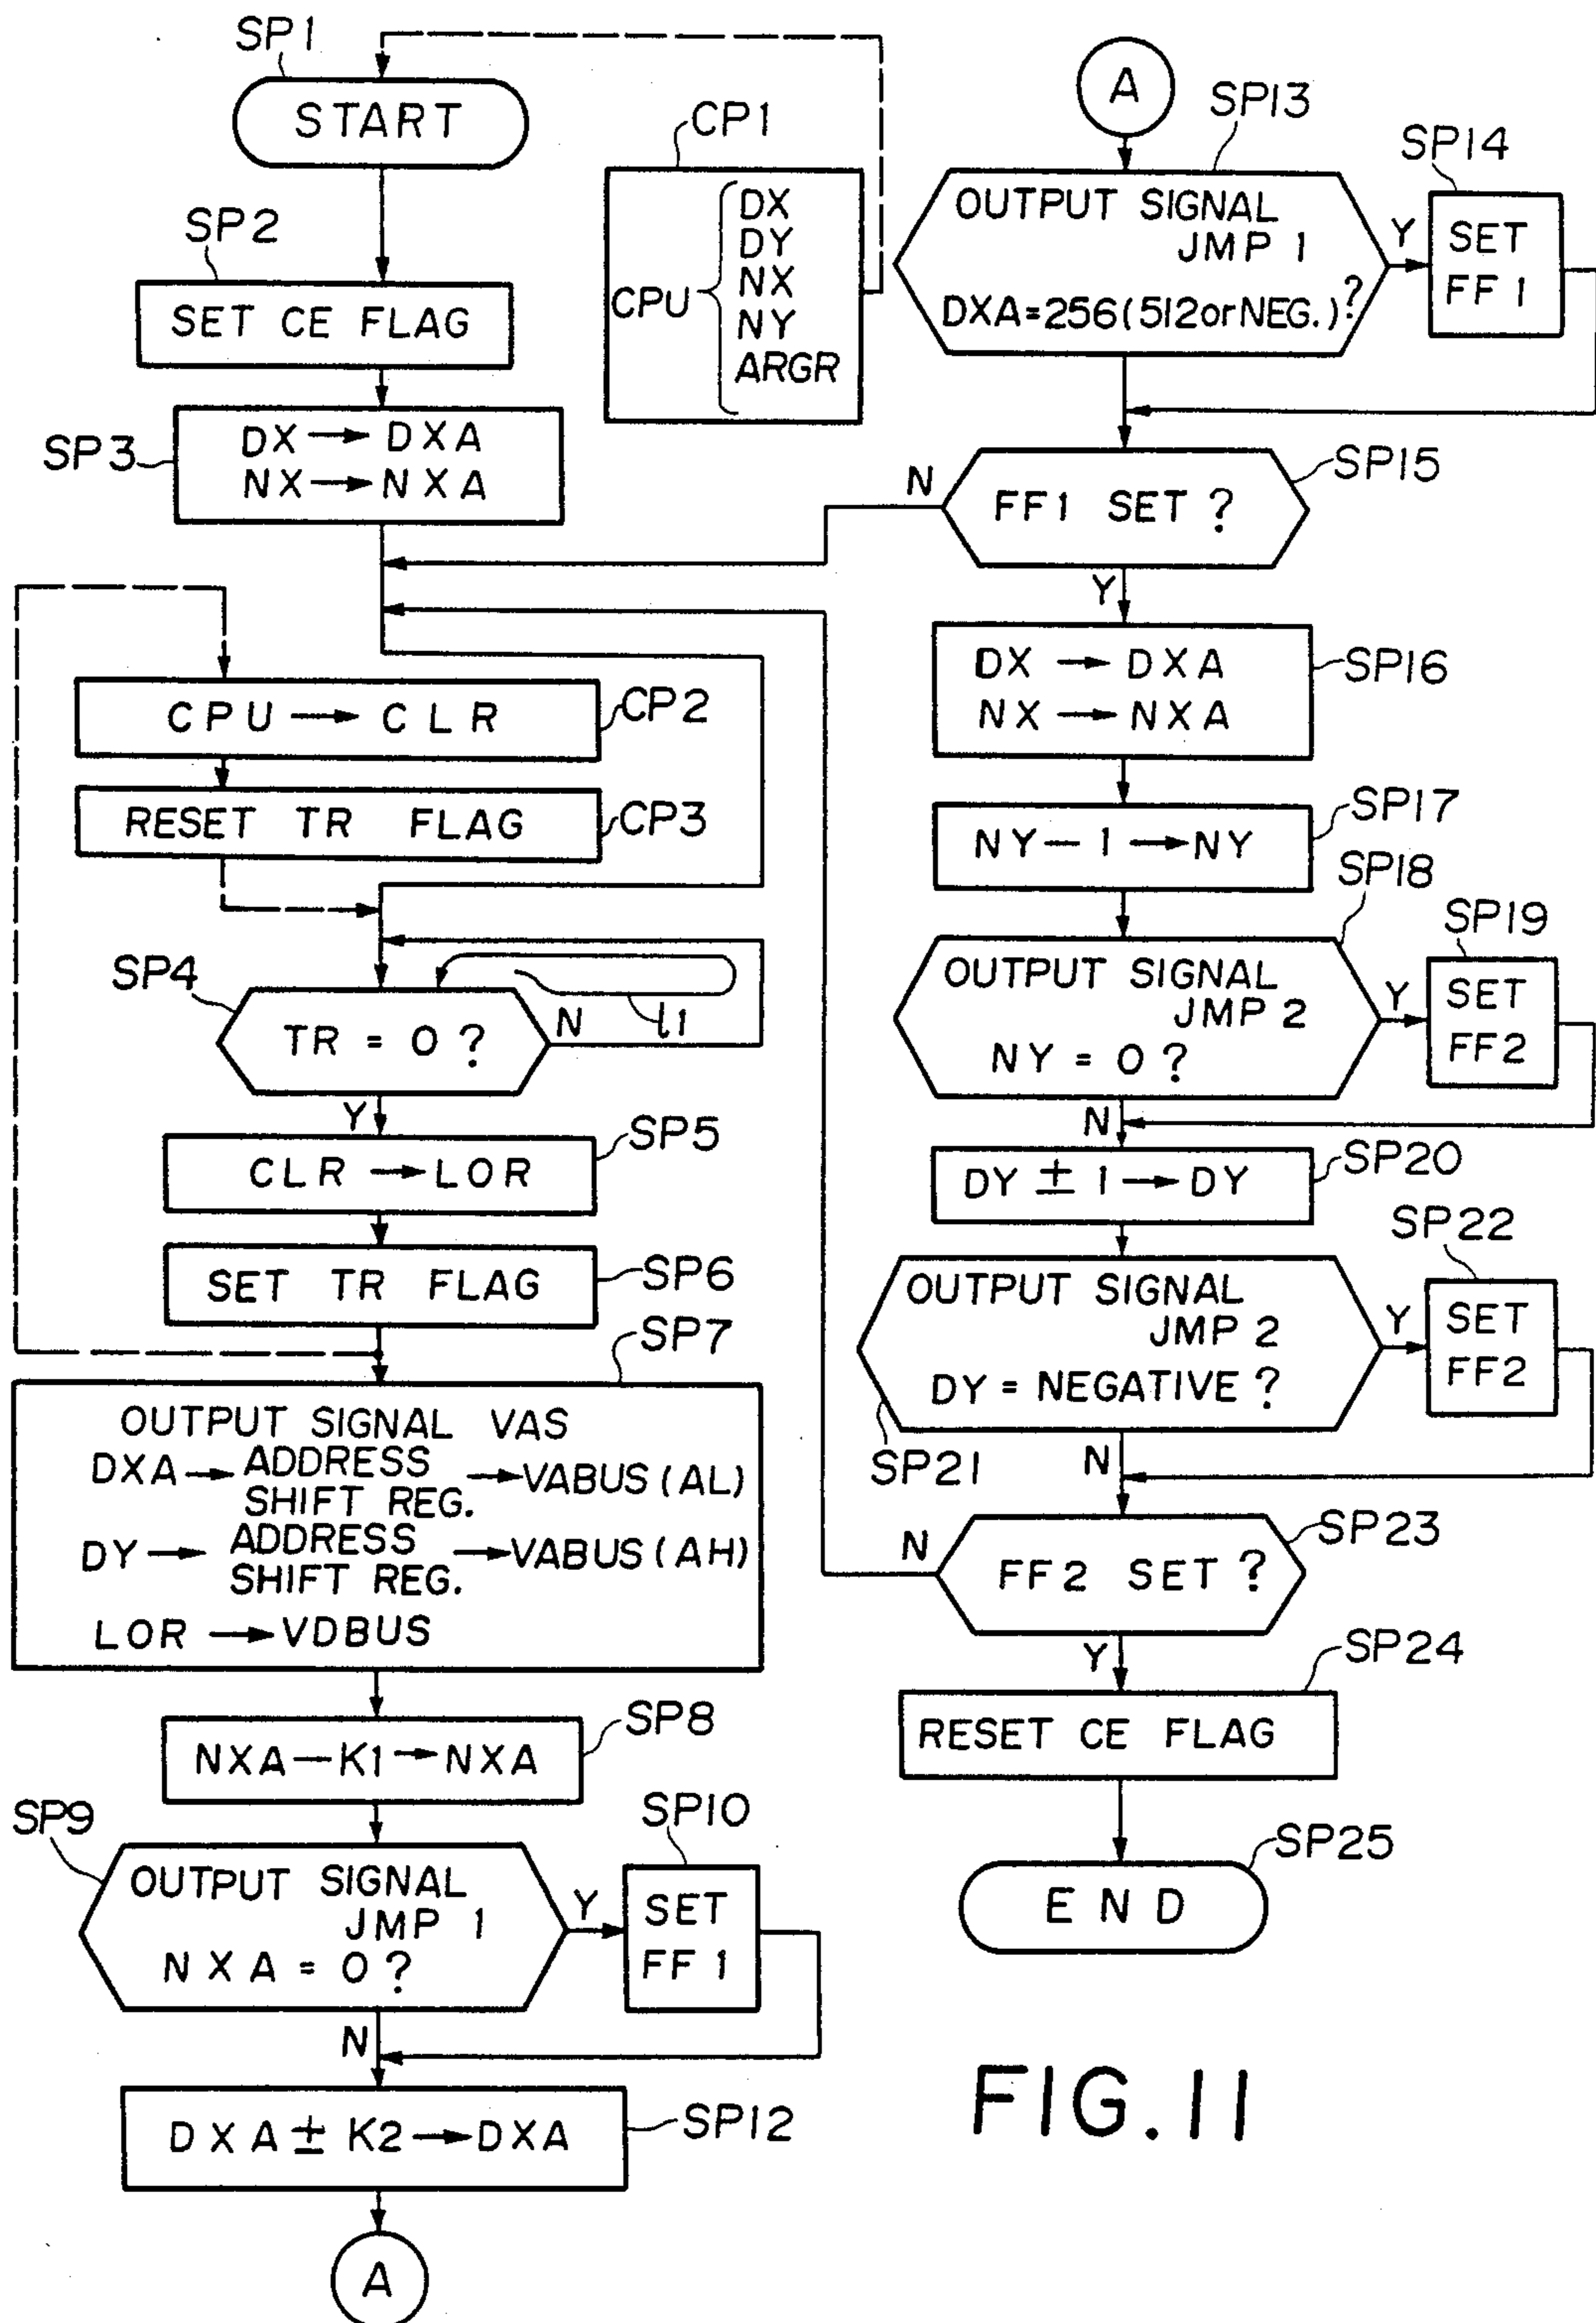 SP1
START
SP2
SET CE FLAG
SP3
DX → DXA
NX → NXA
CP1
CPU
DX
DY
NX
NY
ARGR
CPU → CLR
CP2
RESET TR FLAG
CP3
SP4
TR = 0 ?
N
l1
Y
CLR → LOR
SP5
SET TR FLAG
SP6
SP7
OUTPUT SIGNAL VAS
DXA → ADDRESS SHIFT REG. → VABUS (AL)
DY → ADDRESS SHIFT REG. → VABUS (AH)
LOR → VDBUS
NXA — K1 → NXA
SP8
SP9
OUTPUT SIGNAL
JMP 1
NXA = 0 ?
Y
SP10
SET
FF 1
N
DXA ± K2 → DXA
SP12
A
A
SP13
OUTPUT SIGNAL
JMP 1
DXA = 256 (512 or NEG.) ?
Y
SP14
SET
FF 1
SP15
N
FF1 SET ?
Y
DX → DXA
NX → NXA
SP16
NY — 1 → NY
SP17
SP18
OUTPUT SIGNAL
JMP 2
NY = 0 ?
Y
SP19
SET
FF2
N
DY ± 1 → DY
SP20
OUTPUT SIGNAL
JMP 2
DY = NEGATIVE ?
SP21
Y
SP22
SET
FF2
N
SP23
N
FF2 SET ?
Y
SP24
RESET CE FLAG
SP25
END
FIG. 11